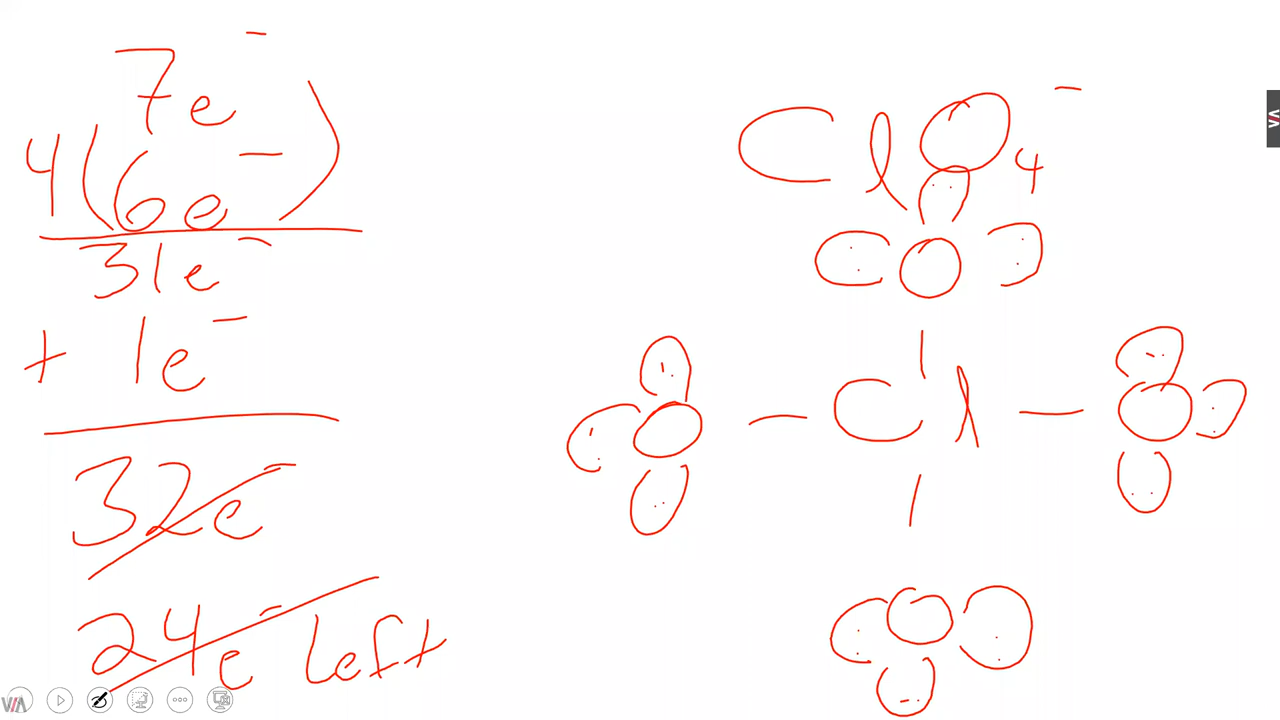 7e⁻
4(6e⁻)
31e⁻
+ 1e⁻
32e⁻
24e⁻ left
ClO₄⁻
O
|
O — Cl — O
|
O